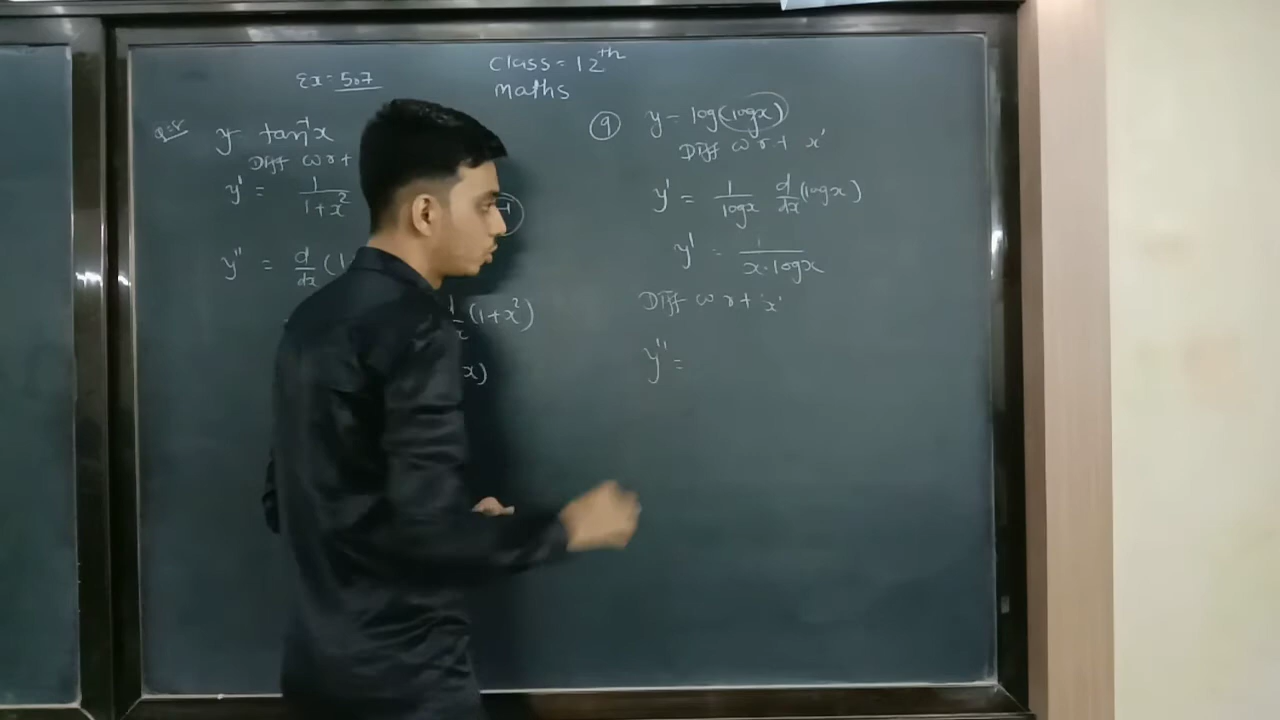 Ex = 5.7
Class = 12th
maths
Q=8
y = tan⁻¹x
Diff w r t
y' = 1/(1+x²)
y'' = d/dx (1
(1+x²)
x)
9 y = log(logx)
Diff w r t 'x'
y' = 1/logx d/dx (logx)
y' = 1/(x·logx)
Diff w r t 'x'
y'' =